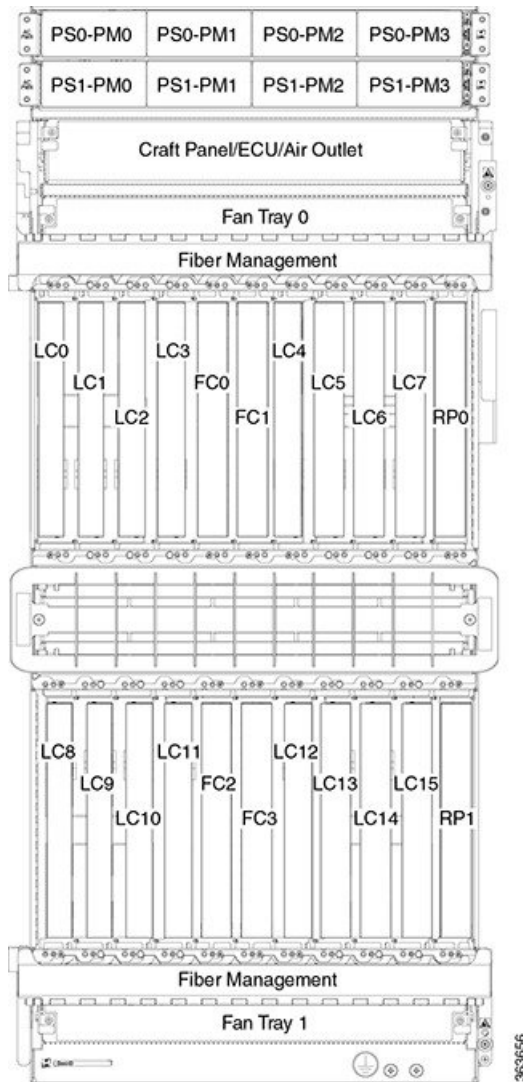 PS0-PM0 PS0-PM1 PS0-PM2 PS0-PM3
PS1-PM0 PS1-PM1 PS1-PM2 PS1-PM3
Craft Panel/ECU/Air Outlet
Fan Tray 0
Fiber Management
LC0 LC3 LC4
LC1 LC5 LC7
LC2 FC0 FC1 LC6 RP0
LC8 LC11 LC12
LC9 FC2 LC13 LC15
LC10 FC3 LC14 RP1
Fiber Management
Fan Tray 1
363656